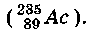 ( ²³⁵₈₉Ac ).